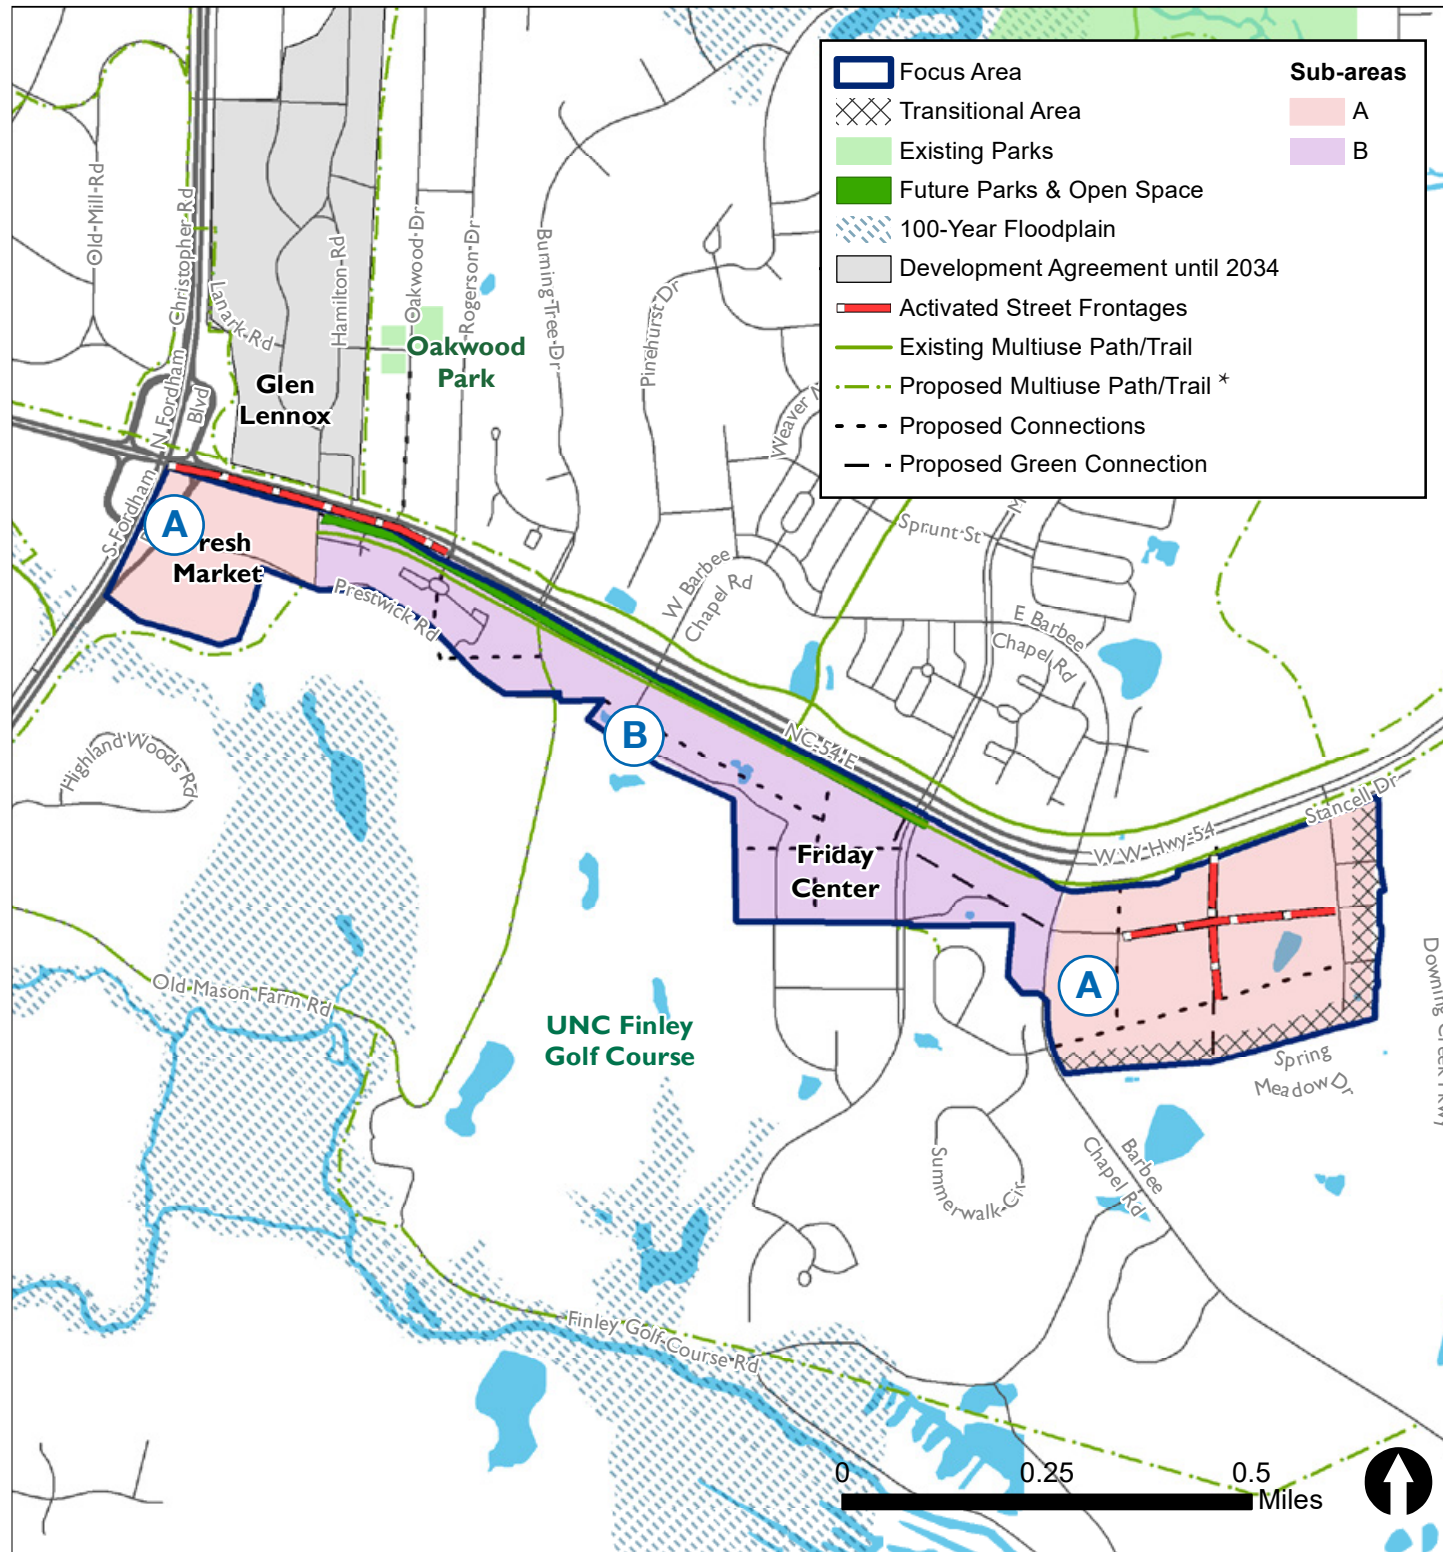 Focus Area
Transitional Area
Existing Parks
Future Parks & Open Space
100-Year Floodplain
Development Agreement until 2034
Activated Street Frontages
Existing Multiuse Path/Trail
Proposed Multiuse Path/Trail *
Proposed Connections
Proposed Green Connection
Sub-areas
A
B
Old-Mill-Rd
Christopher-Rd
Lanark-Rd
Hamilton-Rd
Oakwood-Dr
Rogerson-Dr
Burning-Tree-Dr
Pinehurst Dr
Weaver
Oakwood
Park
Glen
Lennox
N Fordham
Blvd
S Fordham
A
resh
Market
Prestwick Rd
W Barbee
Chapel Rd
Sprunt St
E Barbee
Chapel Rd
NC-54 E
B
Highland Woods Rd
W W Hwy-54
Stancell Dr
Friday
Center
A
Old Mason Farm Rd
UNC Finley
Golf Course
Spring
Meadow Dr
Downing Creek Pkwy
Summerwalk-Cir
Barbee
Chapel Rd
Finley Golf-Course Rd
0 0.25 0.5
Miles